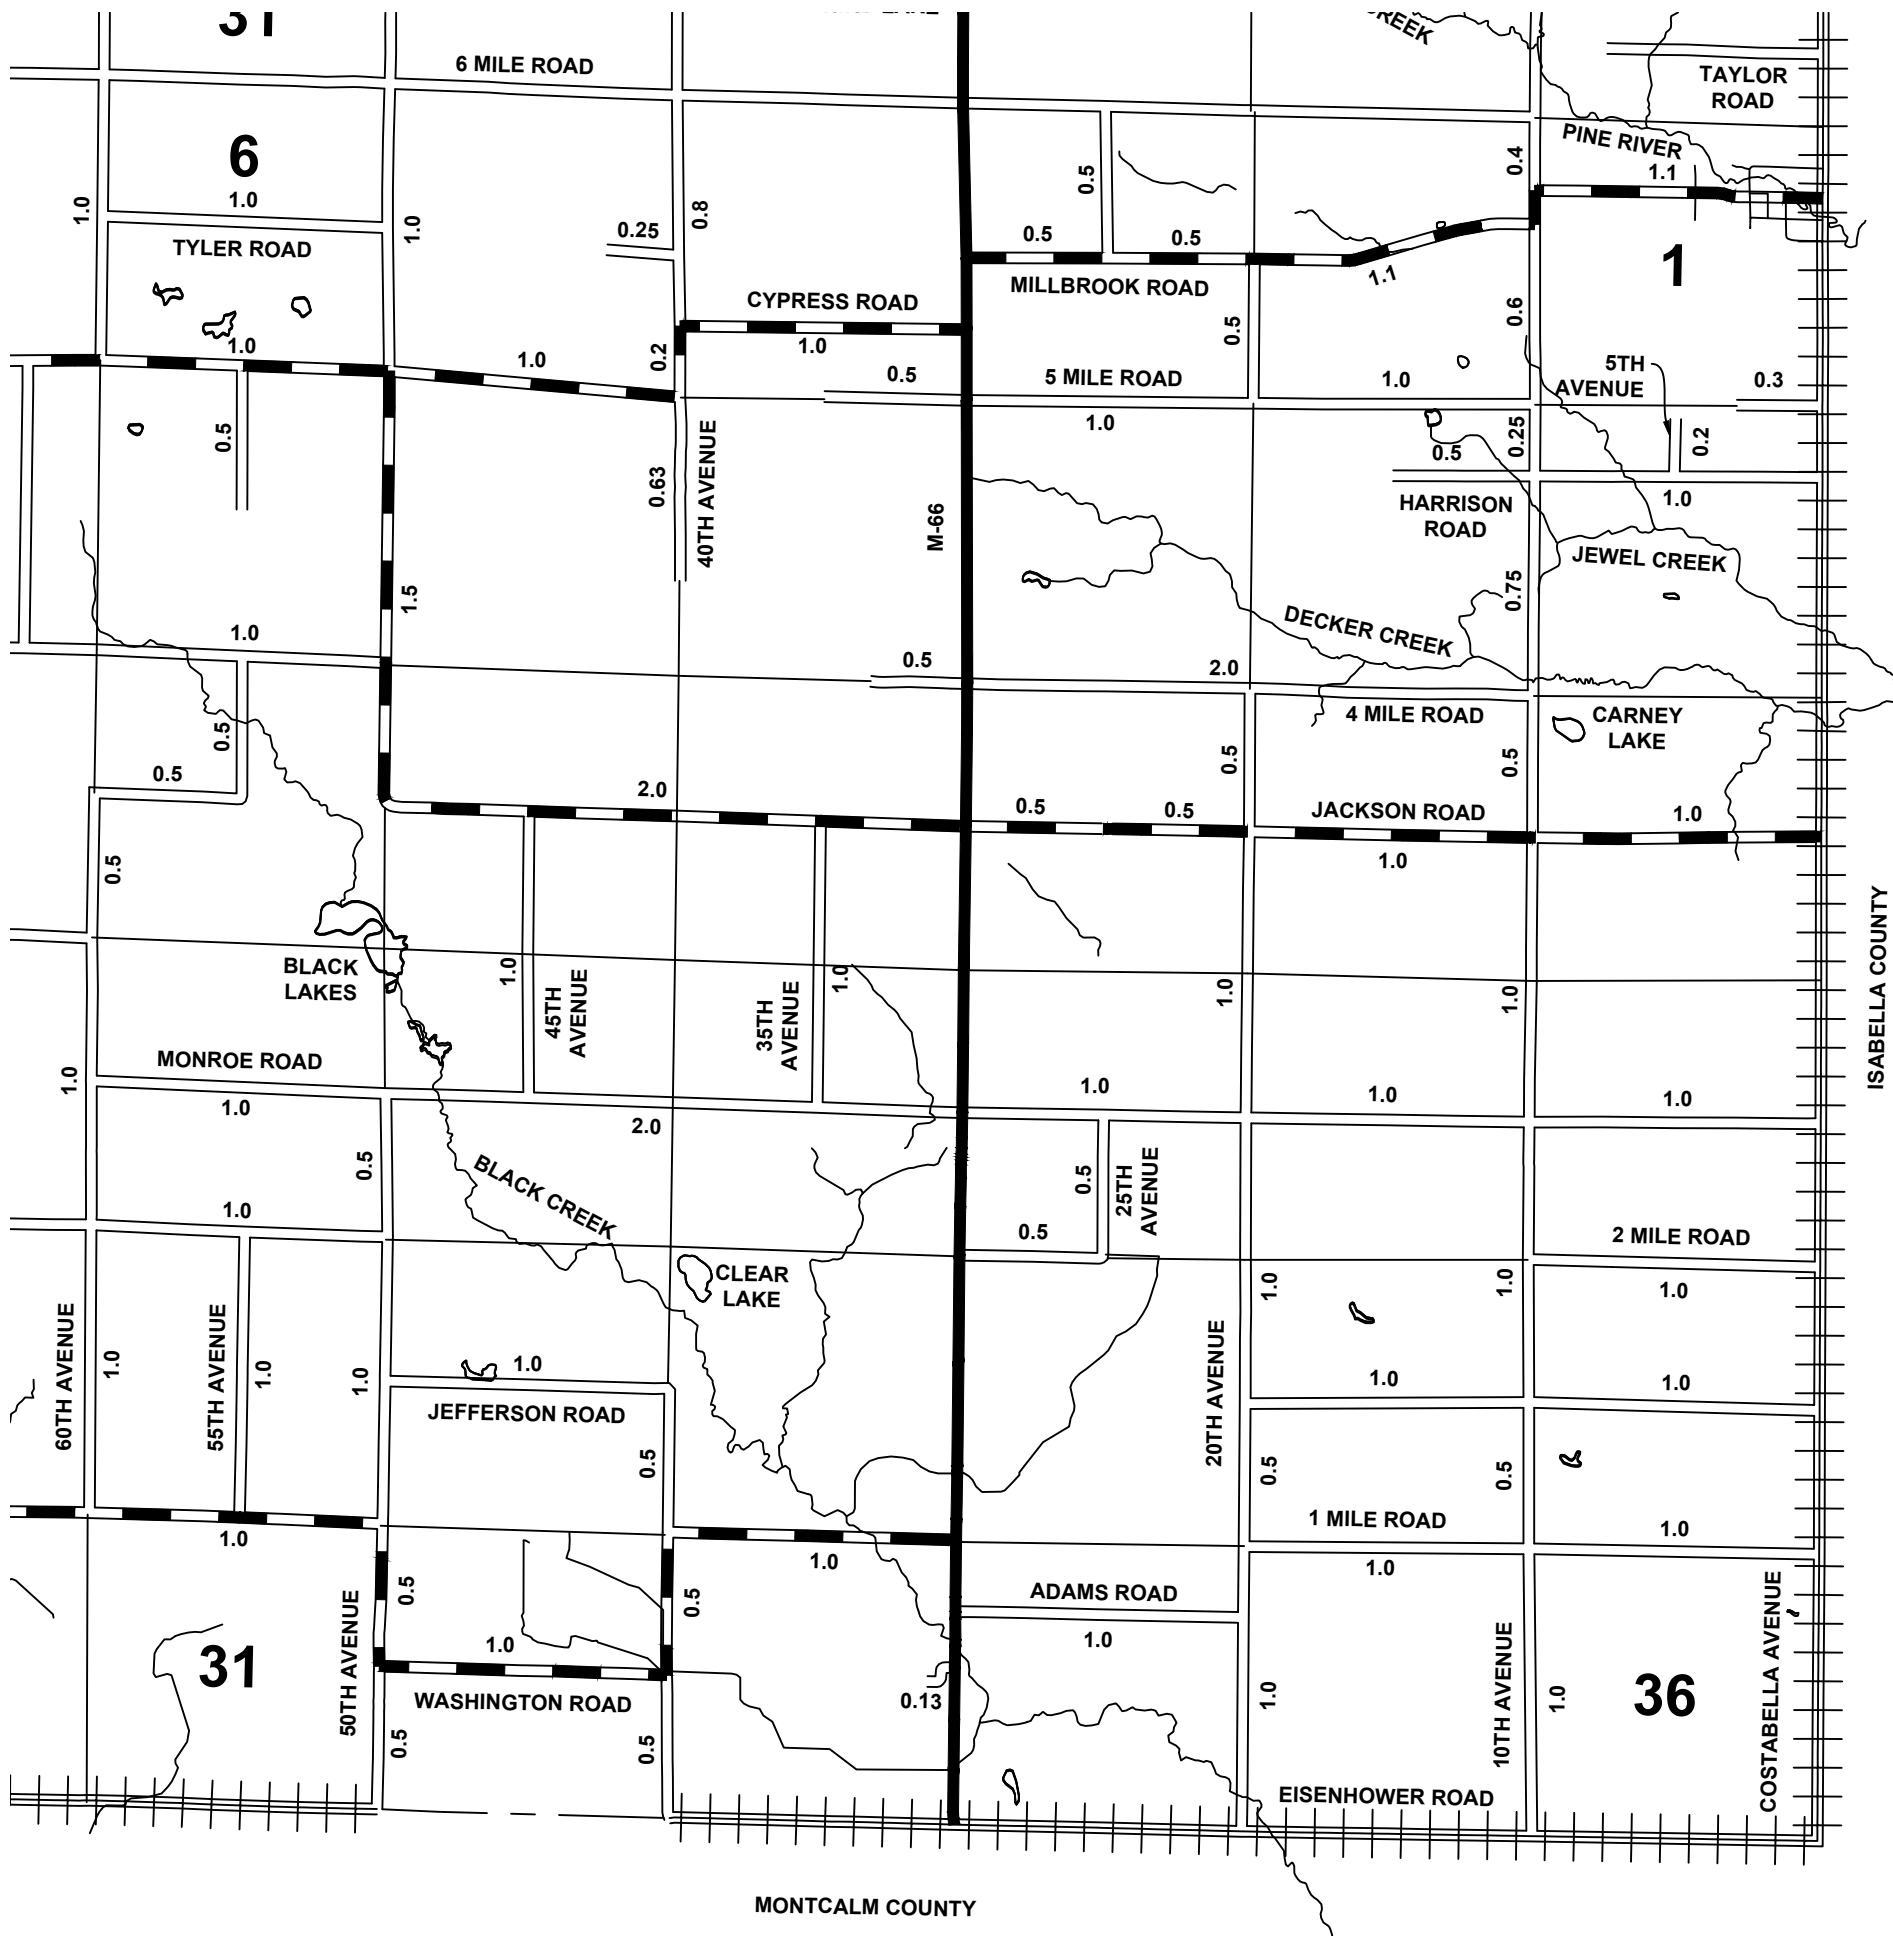 31
CREEK
6 MILE ROAD
TAYLOR
ROAD
PINE RIVER
6
1.0
1.0
1.0
0.25
0.8
0.5
0.4
1.1
TYLER ROAD
0.5
0.5
MILLBROOK ROAD
1.1
1
CYPRESS ROAD
1.0
1.0
0.2
1.0
0.5
0.6
0.5
5 MILE ROAD
1.0
5TH
AVENUE
0.3
0.5
0.63
40TH AVENUE
M-66
1.0
0.5
0.25
0.2
HARRISON
ROAD
1.0
JEWEL CREEK
1.5
0.75
DECKER CREEK
1.0
0.5
2.0
4 MILE ROAD
CARNEY
LAKE
0.5
0.5
2.0
0.5
0.5
0.5
0.5
JACKSON ROAD
1.0
0.5
1.0
BLACK
LAKES
1.0
45TH
AVENUE
35TH
AVENUE
1.0
1.0
1.0
ISABELLA COUNTY
MONROE ROAD
1.0
1.0
2.0
1.0
1.0
1.0
0.5
BLACK CREEK
0.5
25TH
AVENUE
1.0
0.5
2 MILE ROAD
CLEAR
LAKE
1.0
1.0
1.0
60TH AVENUE
1.0
55TH AVENUE
1.0
1.0
1.0
JEFFERSON ROAD
20TH AVENUE
1.0
1.0
0.5
0.5
0.5
1 MILE ROAD
1.0
1.0
1.0
1.0
0.5
0.5
ADAMS ROAD
1.0
50TH AVENUE
31
1.0
WASHINGTON ROAD
0.13
0.5
0.5
1.0
10TH AVENUE
1.0
36
COSTABELLA AVENUE
EISENHOWER ROAD
MONTCALM COUNTY